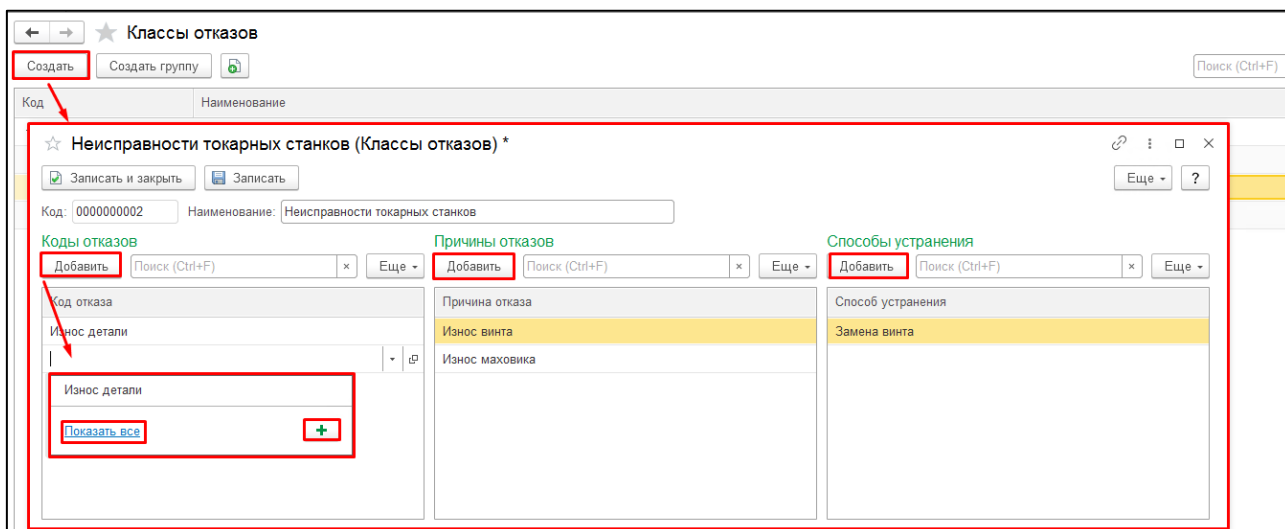 Классы отказов
Создать Создать группу Поиск (Ctrl+F)
Код Наименование
Неисправности токарных станков (Классы отказов) *
Записать и закрыть Записать Еще ?
Код: 0000000002 Наименование: Неисправности токарных станков
Коды отказов Причины отказов Способы устранения
Добавить Поиск (Ctrl+F) × Еще Добавить Поиск (Ctrl+F) × Еще Добавить Поиск (Ctrl+F) × Еще
Код отказа Причина отказа Способ устранения
Износ детали Износ винта Замена винта
Износ маховика
Износ детали
Показать все